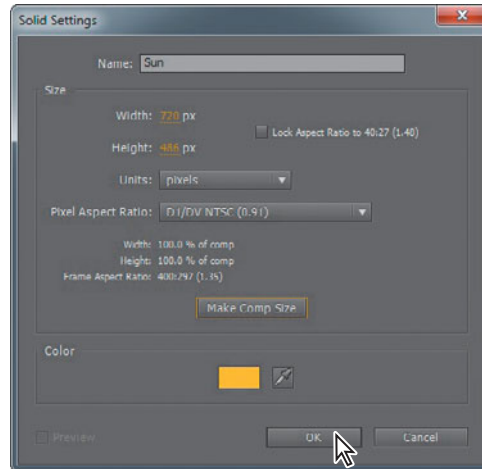 Solid Settings
Name: Sun
Size
Width: 720 px
Lock Aspect Ratio to 40:27 (1.48)
Height: 486 px
Units: pixels
Pixel Aspect Ratio: D1/DV NTSC (0.91)
Width: 100.0 % of comp
Height: 100.0 % of comp
Frame Aspect Ratio: 400:297 (1.35)
Make Comp Size
Color
Preview
OK
Cancel